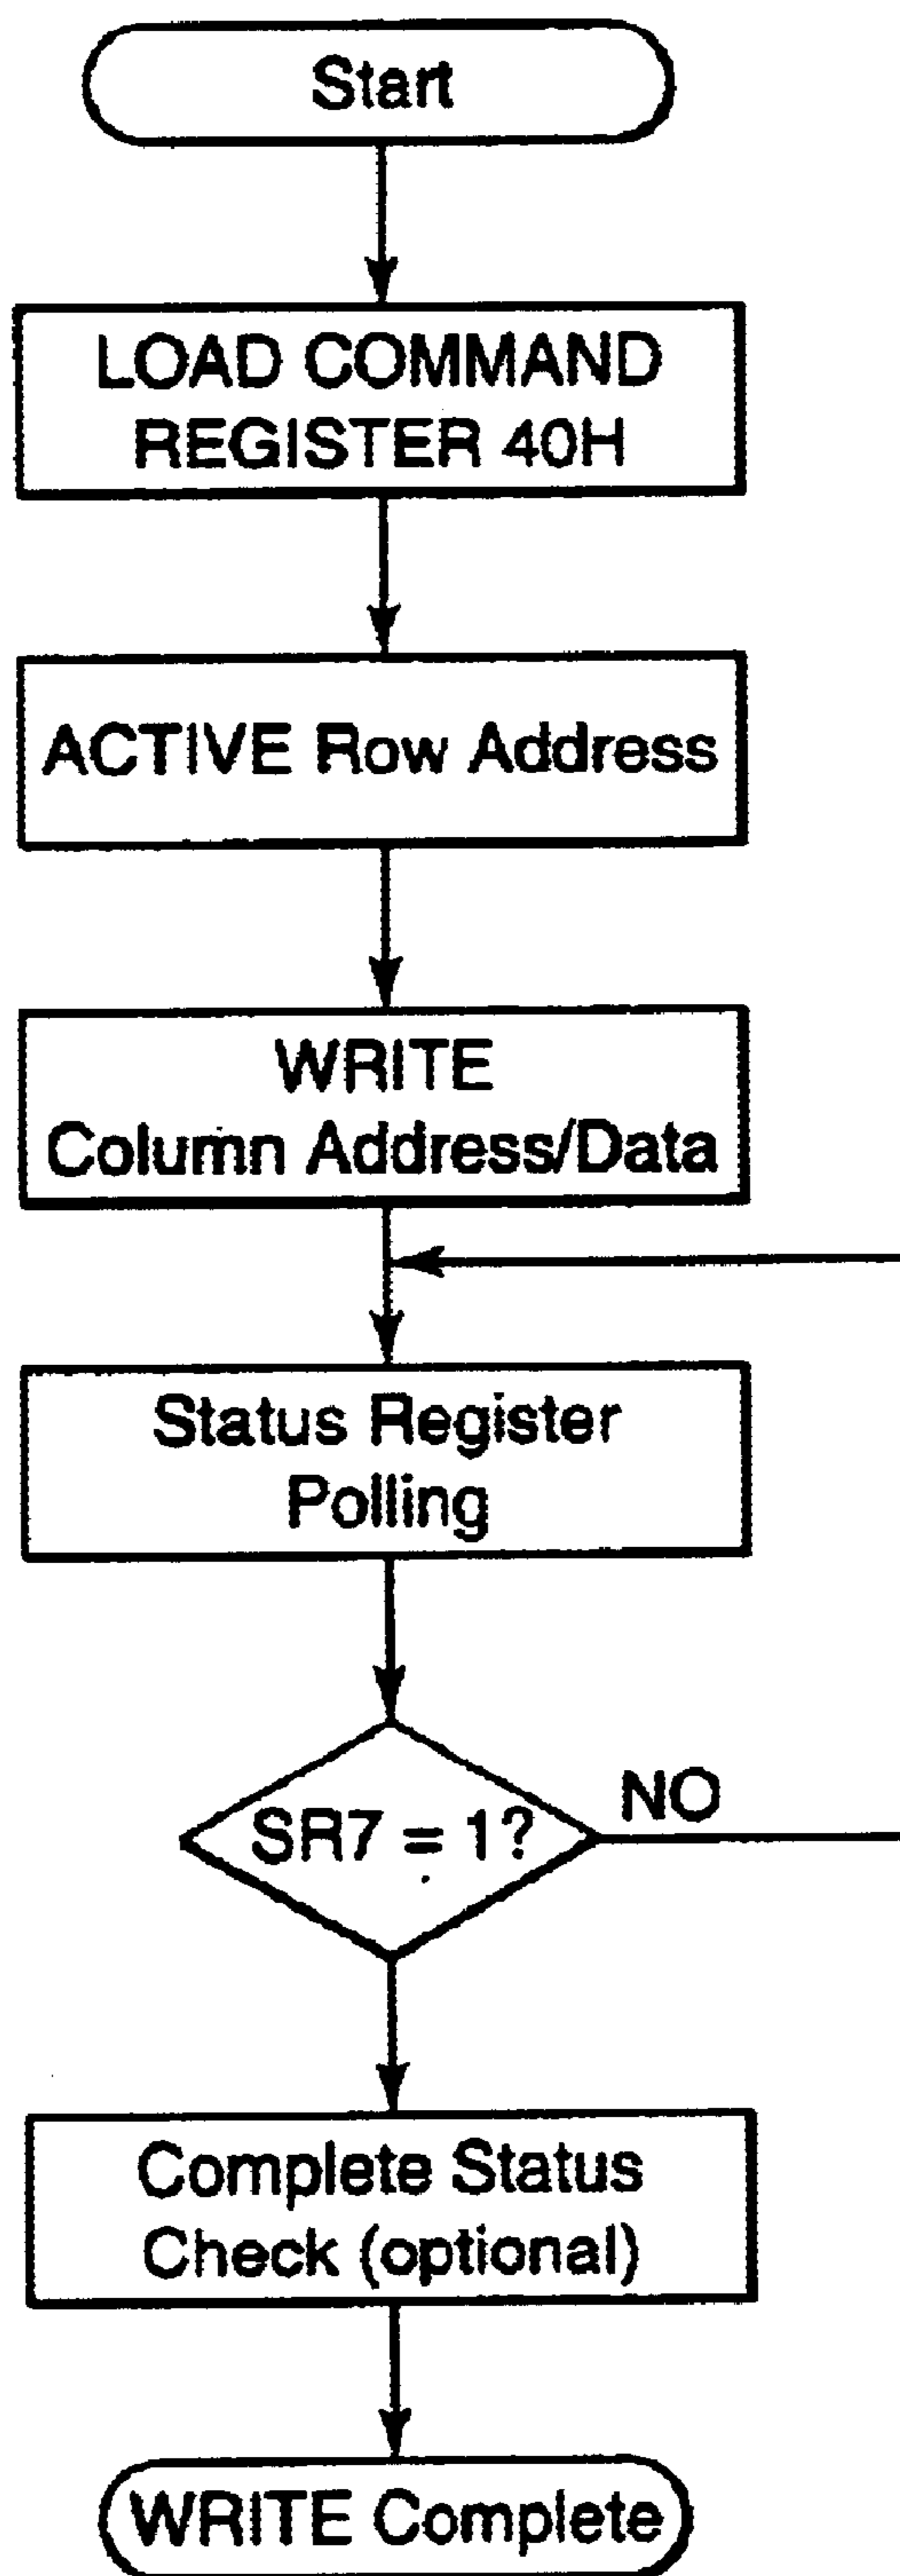 Start
LOAD COMMAND
REGISTER 40H
ACTIVE Row Address
WRITE
Column Address/Data
Status Register
Polling
NO
SR7 = 1?
Complete Status
Check (optional)
WRITE Complete